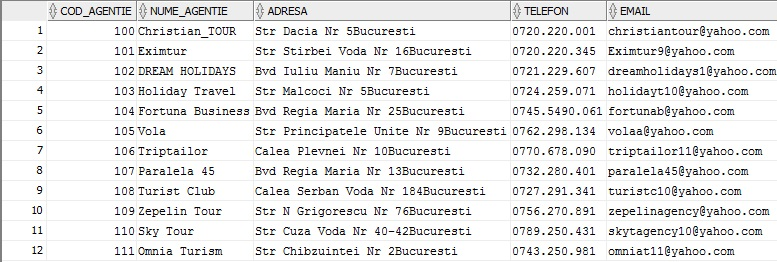 COD_AGENTIE NUME_AGENTIE ADRESA TELEFON EMAIL
1 100 Christian_TOUR Str Dacia Nr 5Bucuresti 0720.220.001 christiantour@yahoo.com
2 101 Eximtur Str Stirbei Voda Nr 16Bucuresti 0720.220.345 Eximtur9@yahoo.com
3 102 DREAM HOLIDAYS Bvd Iuliu Maniu Nr 7Bucuresti 0721.229.607 dreamholidays1@yahoo.com
4 103 Holiday Travel Str Malcoci Nr 5Bucuresti 0724.259.071 holidayt10@yahoo.com
5 104 Fortuna Business Bvd Regia Maria Nr 25Bucuresti 0745.5490.061 fortunab@yahoo.com
6 105 Vola Str Principatele Unite Nr 9Bucuresti 0762.298.134 volaa@yahoo.com
7 106 Triptailor Calea Plevnei Nr 10Bucuresti 0770.678.090 triptailor11@yahoo.com
8 107 Paralela 45 Bvd Regia Maria Nr 13Bucuresti 0732.280.401 paralela45@yahoo.com
9 108 Turist Club Calea Serban Voda Nr 184Bucuresti 0727.291.341 turistc10@yahoo.com
10 109 Zepelin Tour Str N Grigorescu Nr 76Bucuresti 0756.270.891 zepelinagency@yahoo.com
11 110 Sky Tour Str Cuza Voda Nr 40-42Bucuresti 0789.250.431 skytagency10@yahoo.com
12 111 Omnia Turism Str Chibzuintei Nr 2Bucuresti 0743.250.981 omniat11@yahoo.com